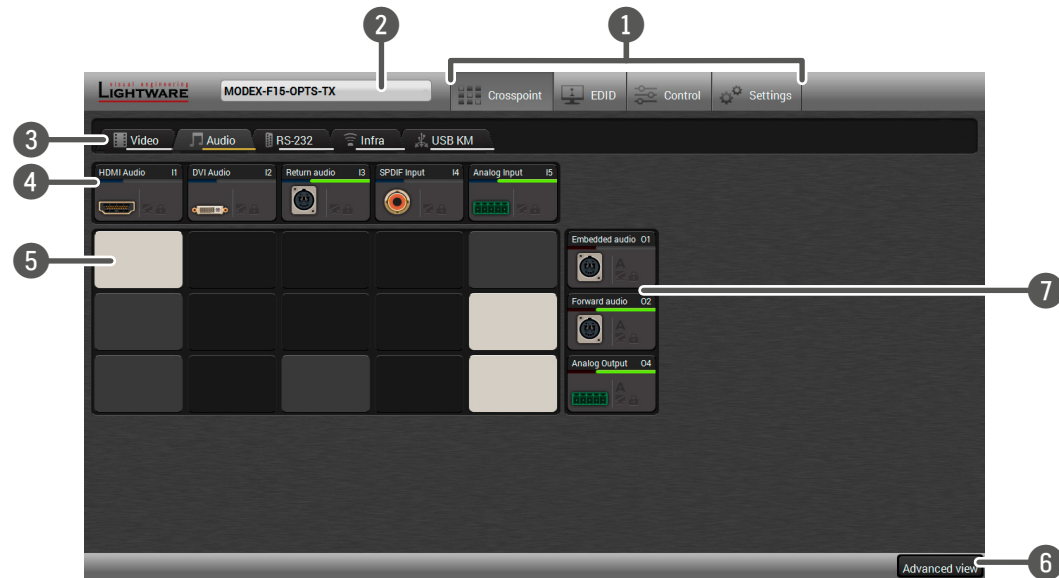 2
1
visual engineering
LIGHTWARE
MODEX-F15-OPTS-TX
Crosspoint
EDID
Control
Settings
3
Video
Audio
RS-232
Infra
USB KM
4
HDMI Audio I1
DVI Audio I2
Return audio I3
SPDIF Input I4
Analog Input I5
5
Embedded audio O1
A
7
Forward audio O2
A
Analog Output O4
A
Advanced view
6